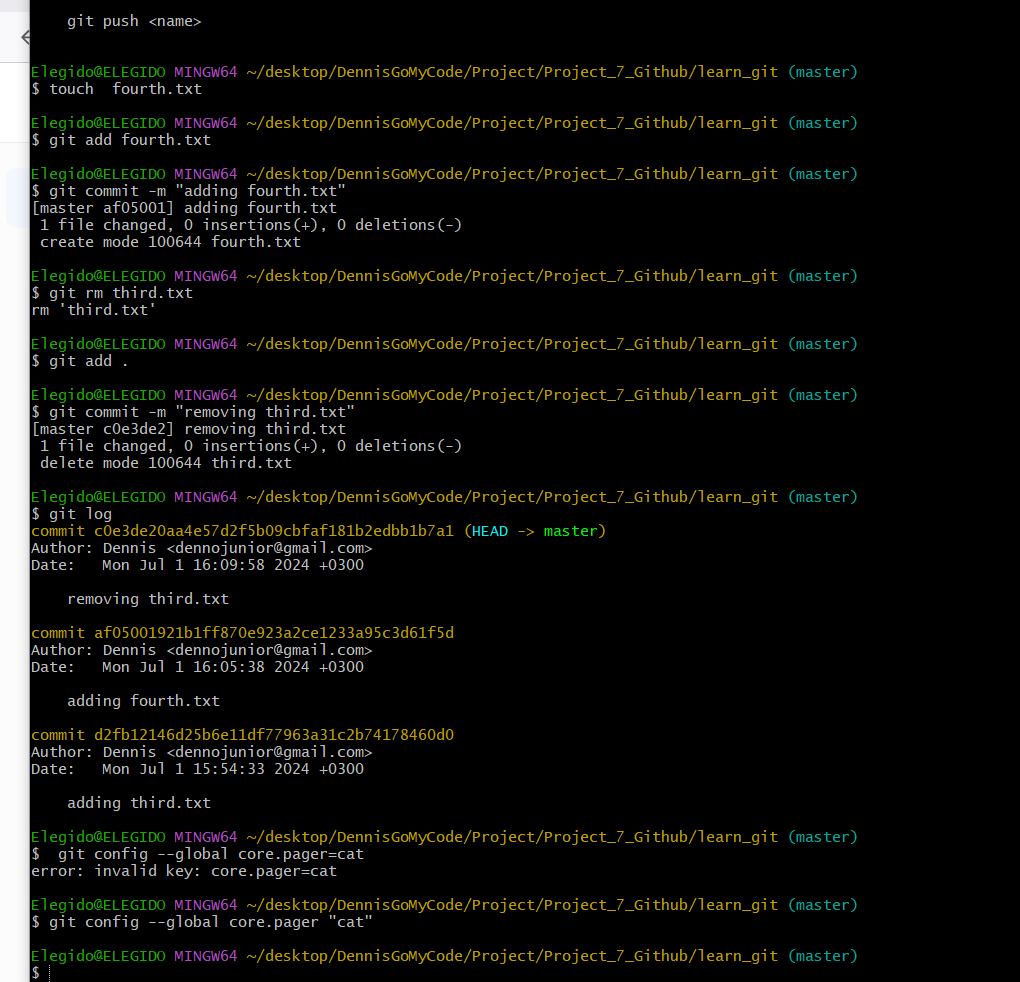 git push <name>
Elegido@ELEGIDO MINGW64 ~/desktop/DennisGoMyCode/Project/Project_7_Github/learn_git (master)
$ touch  fourth.txt
Elegido@ELEGIDO MINGW64 ~/desktop/DennisGoMyCode/Project/Project_7_Github/learn_git (master)
$ git add fourth.txt
Elegido@ELEGIDO MINGW64 ~/desktop/DennisGoMyCode/Project/Project_7_Github/learn_git (master)
$ git commit -m "adding fourth.txt"
[master af05001] adding fourth.txt
 1 file changed, 0 insertions(+), 0 deletions(-)
 create mode 100644 fourth.txt
Elegido@ELEGIDO MINGW64 ~/desktop/DennisGoMyCode/Project/Project_7_Github/learn_git (master)
$ git rm third.txt
rm 'third.txt'
Elegido@ELEGIDO MINGW64 ~/desktop/DennisGoMyCode/Project/Project_7_Github/learn_git (master)
$ git add .
Elegido@ELEGIDO MINGW64 ~/desktop/DennisGoMyCode/Project/Project_7_Github/learn_git (master)
$ git commit -m "removing third.txt"
[master c0e3de2] removing third.txt
 1 file changed, 0 insertions(+), 0 deletions(-)
 delete mode 100644 third.txt
Elegido@ELEGIDO MINGW64 ~/desktop/DennisGoMyCode/Project/Project_7_Github/learn_git (master)
$ git log
commit c0e3de20aa4e57d2f5b09cbfaf181b2edbb1b7a1 (HEAD -> master)
Author: Dennis <dennojunior@gmail.com>
Date:   Mon Jul 1 16:09:58 2024 +0300
    removing third.txt
commit af05001921b1ff870e923a2ce1233a95c3d61f5d
Author: Dennis <dennojunior@gmail.com>
Date:   Mon Jul 1 16:05:38 2024 +0300
    adding fourth.txt
commit d2fb12146d25b6e11df77963a31c2b74178460d0
Author: Dennis <dennojunior@gmail.com>
Date:   Mon Jul 1 15:54:33 2024 +0300
    adding third.txt
Elegido@ELEGIDO MINGW64 ~/desktop/DennisGoMyCode/Project/Project_7_Github/learn_git (master)
$  git config --global core.pager=cat
error: invalid key: core.pager=cat
Elegido@ELEGIDO MINGW64 ~/desktop/DennisGoMyCode/Project/Project_7_Github/learn_git (master)
$ git config --global core.pager "cat"
Elegido@ELEGIDO MINGW64 ~/desktop/DennisGoMyCode/Project/Project_7_Github/learn_git (master)
$